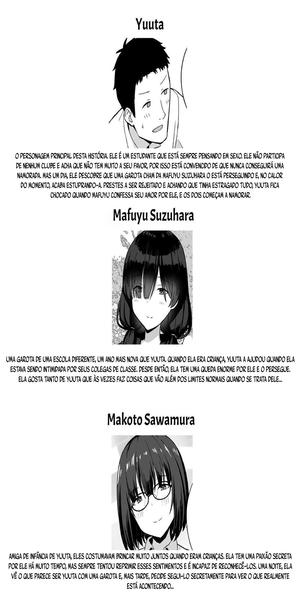 Yuuta
O PERSONAGEM PRINCIPAL DESTA HISTÓRIA. ELE É UM ESTUDANTE QUE ESTÁ SEMPRE PENSANDO EM SEXO. ELE NÃO PARTICIPA
DE NENHUM CLUBE E ACHA QUE NÃO TEM MUITO A SEU FAVOR, POR ISSO ESTÁ CONVENCIDO DE QUE NUNCA CONSEGUIRÁ UMA
NAMORADA. MAS UM DIA, ELE DESCOBRE QUE UMA GAROTA CHAM DA MAFUYU SUZUHARA O ESTÁ PERSEGUINDO E, NO CALOR
DO MOMENTO, ACABA ESTUPRANDO-A. PRESTES A SER REJEITADO E ACHANDO QUE TINHA ESTRAGADO TUDO, YUUTA FICA
CHOCADO QUANDO MAFUYU CONFESSA SEU AMOR POR ELE, E OS DOIS COMEÇAM A NAMORAR.
Mafuyu Suzuhara
UMA GAROTA DE UMA ESCOLA DIFERENTE, UM ANO MAIS NOVA QUE YUUTA. QUANDO ELA ERA CRIANÇA, YUUTA A AJUDOU QUANDO ELA
ESTAVA SENDO INTIMIDADA POR SEUS COLEGAS DE CLASSE. DESDE ENTÃO, ELA TEM UMA QUEDA ENORME POR ELE E O PERSEGUE.
ELA GOSTA TANTO DE YUUTA QUE ÀS VEZES FAZ COISAS QUE VÃO ALÉM DOS LIMITES NORMAIS QUANDO SE TRATA DELE...
Makoto Sawamura
AMIGA DE INFÂNCIA DE YUUTA, ELES COSTUMAVAM BRINCAR MUITO JUNTOS QUANDO ERAM CRIANÇAS. ELA TEM UMA PAIXÃO SECRETA
POR ELE HÁ MUITO TEMPO, MAS SEMPRE TENTOU REPRIMIR ESSES SENTIMENTOS E É INCAPAZ DE RECONHECÊ-LOS. UMA NOITE, ELA
VÊ O QUE PARECE SER YUUTA COM UMA GAROTA E, MAIS TARDE, DECIDE SEGUI-LO SECRETAMENTE PARA VER O QUE REALMENTE
ESTÁ ACONTECENDO...